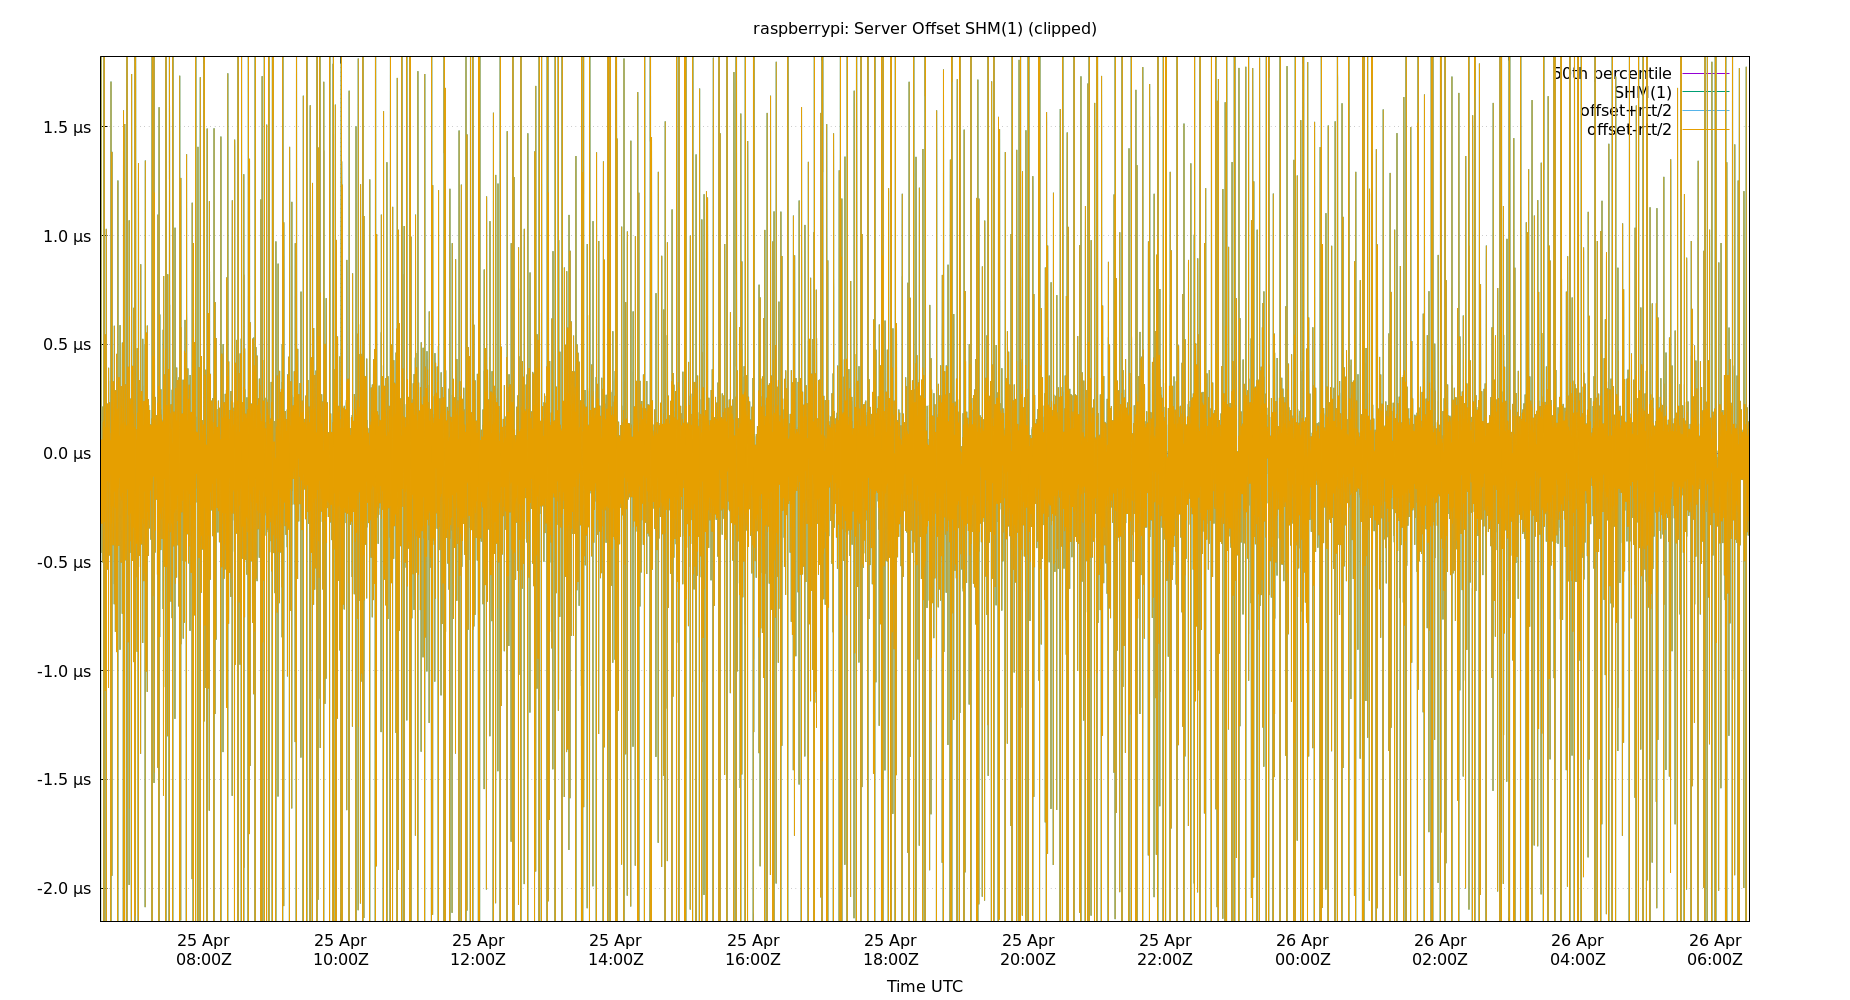 raspberrypi: Server Offset SHM(1) (clipped)
50th percentile
SHM(1)
offset+rtt/2
offset-rtt/2
1.5 µs
1.0 µs
0.5 µs
0.0 µs
-0.5 µs
-1.0 µs
-1.5 µs
-2.0 µs
25 Apr 25 Apr 25 Apr 25 Apr 25 Apr 25 Apr 25 Apr 25 Apr 26 Apr 26 Apr 26 Apr 26 Apr
08:00Z 10:00Z 12:00Z 14:00Z 16:00Z 18:00Z 20:00Z 22:00Z 00:00Z 02:00Z 04:00Z 06:00Z
Time UTC